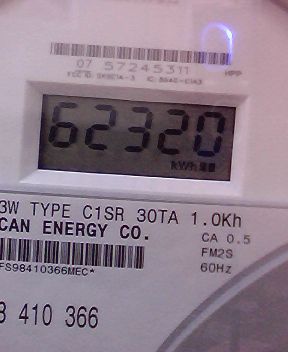 07 57245311
HPP
62320
kWh
3W TYPE C1SR 30TA 1.0Kh
CAN ENERGY CO.
CA 0.5
FM2S
60Hz
FS98410366MEC*
8 410 366